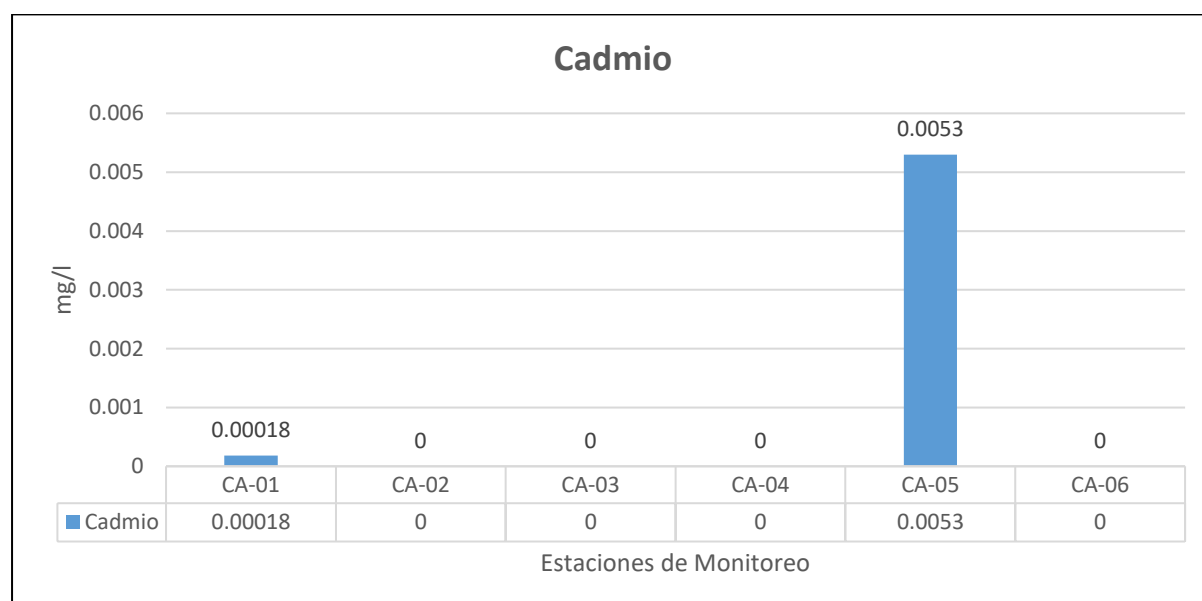 Cadmio
0.006
0.0053
0.005
0.004
mg/l
0.003
0.002
0.001
0.00018 0 0 0 0
0
CA-01 CA-02 CA-03 CA-04 CA-05 CA-06
Cadmio 0.00018 0 0 0 0.0053 0
Estaciones de Monitoreo